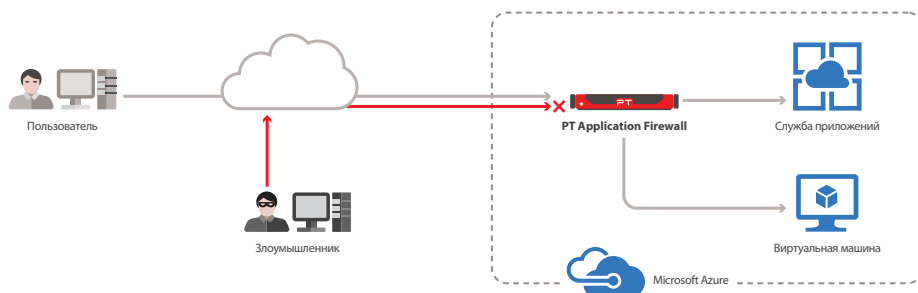 Пользователь
PT
PT Application Firewall
Служба приложений
Злоумышленник
Виртуальная машина
Microsoft Azure